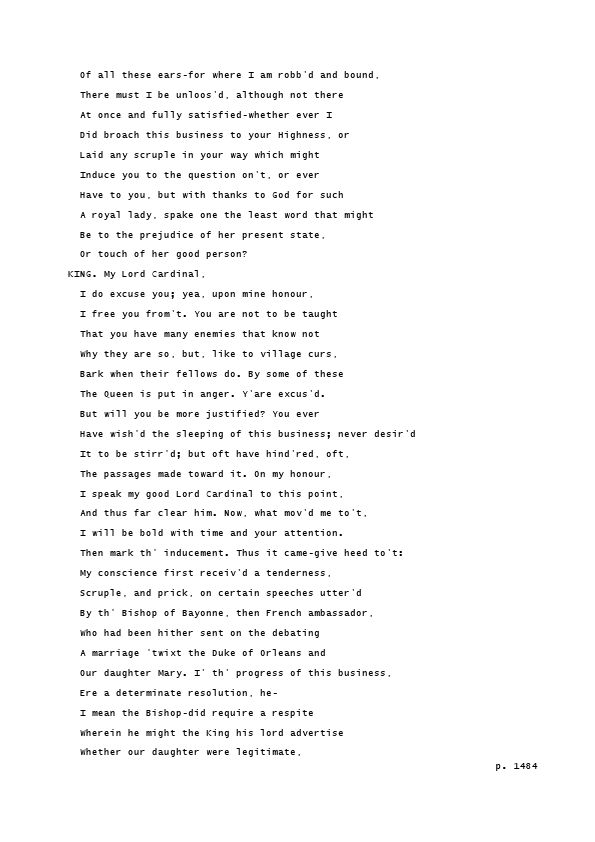 Of all these ears-for where I am robb'd and bound,
There must I be unloos'd, although not there
At once and fully satisfied-whether ever I
Did broach this business to your Highness, or
Laid any scruple in your way which might
Induce you to the question on't, or ever
Have to you, but with thanks to God for such
A royal lady, spake one the least word that might
Be to the prejudice of her present state,
Or touch of her good person?
KING. My Lord Cardinal,
I do excuse you; yea, upon mine honour,
I free you from't. You are not to be taught
That you have many enemies that know not
Why they are so, but, like to village curs,
Bark when their fellows do. By some of these
The Queen is put in anger. Y'are excus'd.
But will you be more justified? You ever
Have wish'd the sleeping of this business; never desir'd
It to be stirr'd; but oft have hind'red, oft,
The passages made toward it. On my honour,
I speak my good Lord Cardinal to this point,
And thus far clear him. Now, what mov'd me to't,
I will be bold with time and your attention.
Then mark th' inducement. Thus it came-give heed to't:
My conscience first receiv'd a tenderness,
Scruple, and prick, on certain speeches utter'd
By th' Bishop of Bayonne, then French ambassador,
Who had been hither sent on the debating
A marriage 'twixt the Duke of Orleans and
Our daughter Mary. I' th' progress of this business,
Ere a determinate resolution, he-
I mean the Bishop-did require a respite
Wherein he might the King his lord advertise
Whether our daughter were legitimate,
p. 1484